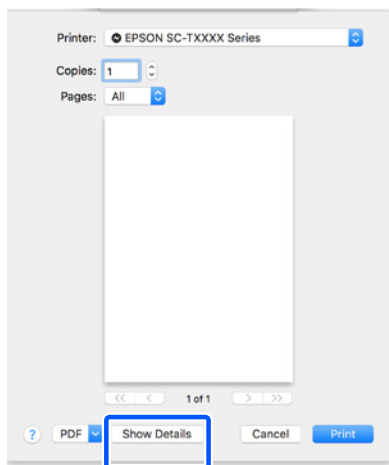 Printer: EPSON SC-TXXXX Series
Copies: 1
Pages: All
<< < 1 of 1 > >>
? PDF Show Details Cancel Print